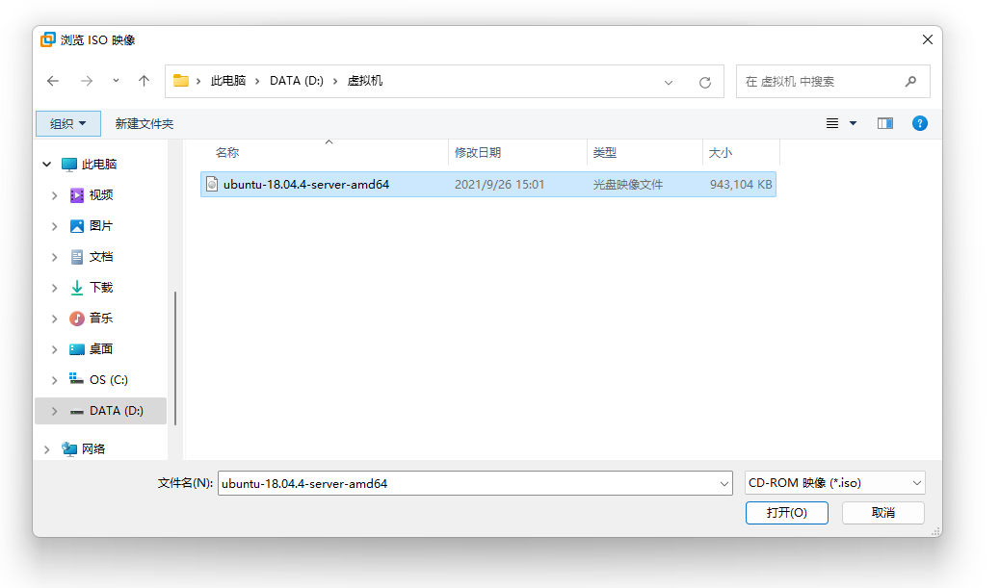 浏览 ISO 映像
此电脑 DATA (D:) 虚拟机
在 虚拟机 中搜索
组织 新建文件夹
名称 修改日期 类型 大小
ubuntu-18.04.4-server-amd64 2021/9/26 15:01 光盘映像文件 943,104 KB
此电脑
视频
图片
文档
下载
音乐
桌面
OS (C:)
DATA (D:)
网络
文件名(N): ubuntu-18.04.4-server-amd64 CD-ROM 映像 (*.iso)
打开(O) 取消